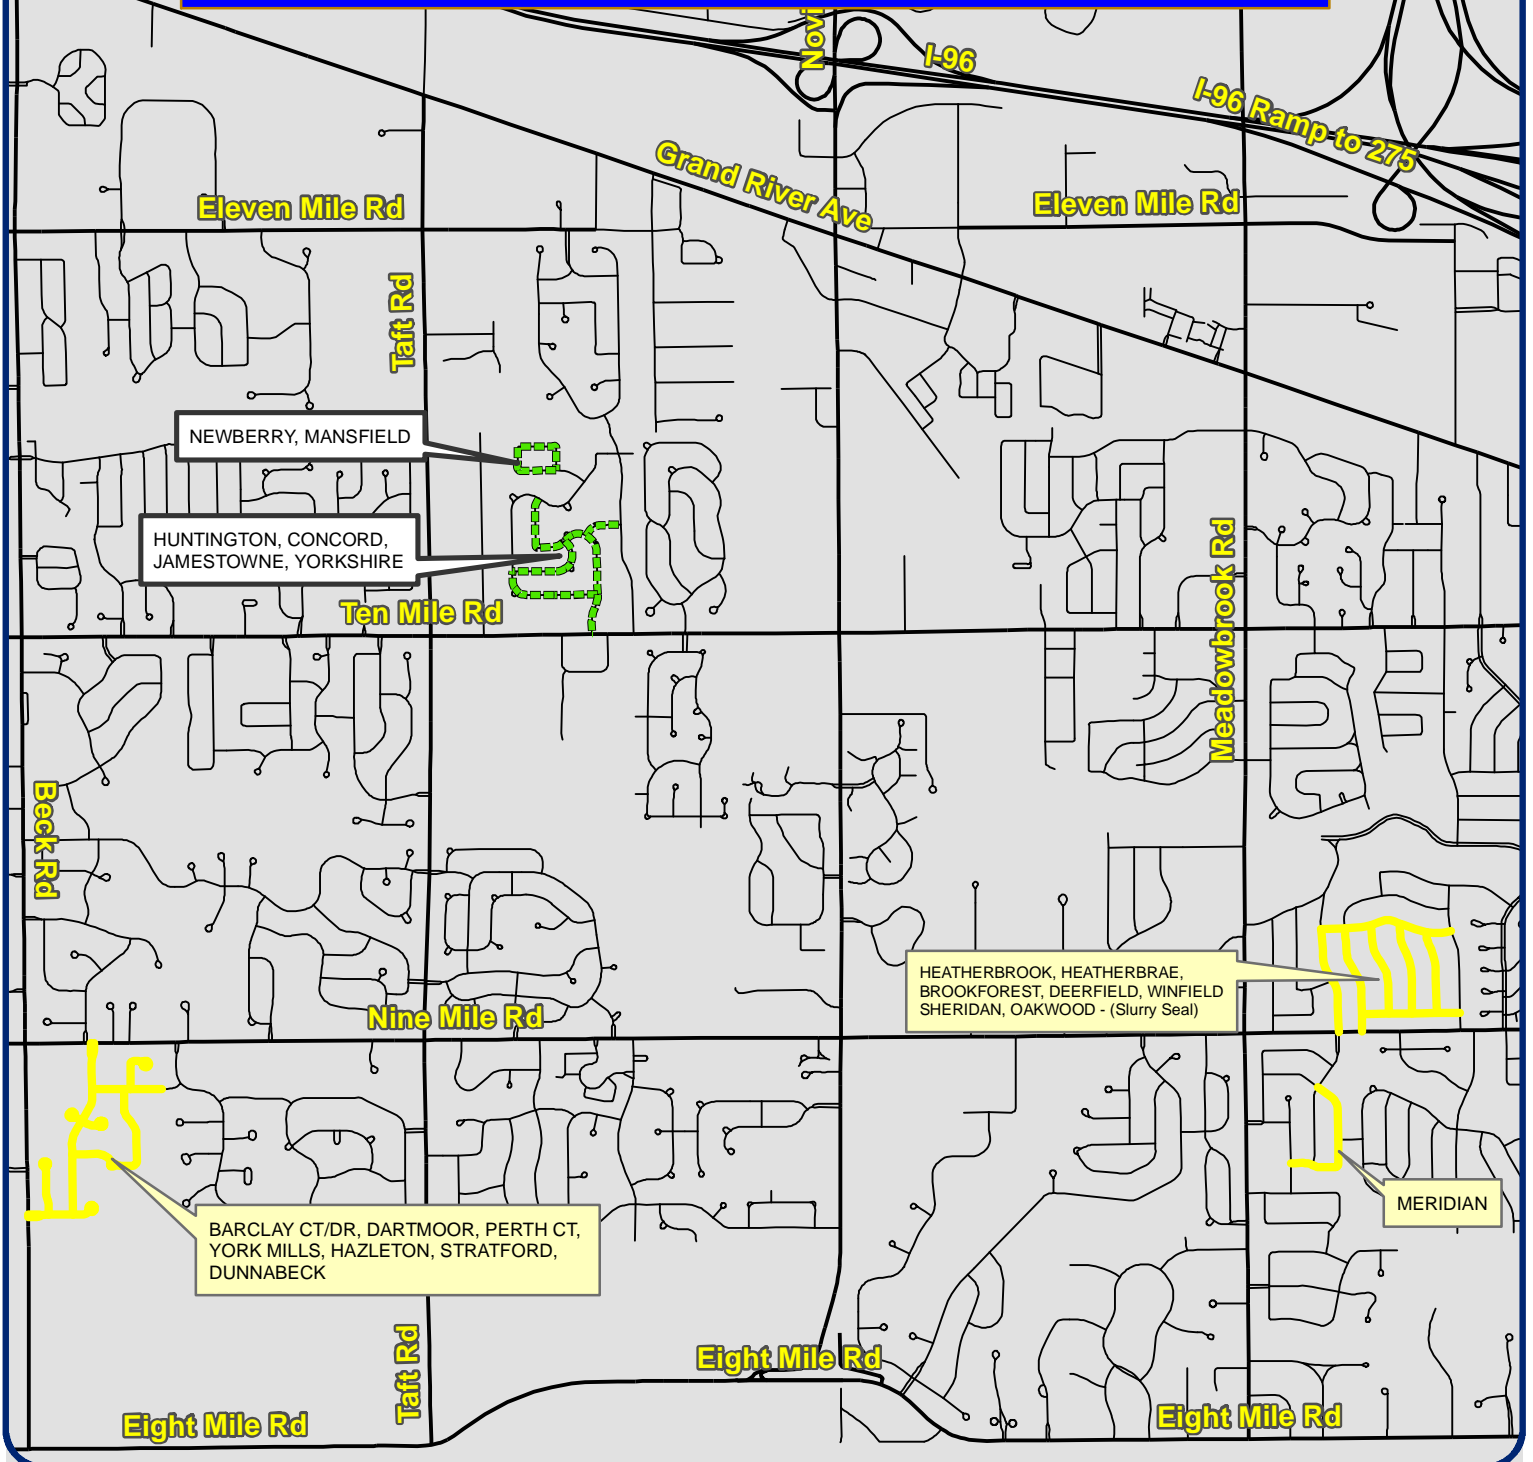 Novi
I-96
I-96 Ramp to 275
Grand River Ave
Eleven Mile Rd
Eleven Mile Rd
Taft Rd
NEWBERRY, MANSFIELD
HUNTINGTON, CONCORD,
JAMESTOWNE, YORKSHIRE
Ten Mile Rd
Meadowbrook Rd
Beck Rd
HEATHERBROOK, HEATHERBRAE,
BROOKFOREST, DEERFIELD, WINFIELD
SHERIDAN, OAKWOOD - (Slurry Seal)
Nine Mile Rd
MERIDIAN
BARCLAY CT/DR, DARTMOOR, PERTH CT,
YORK MILLS, HAZLETON, STRATFORD,
DUNNABECK
Taft Rd
Eight Mile Rd
Eight Mile Rd
Eight Mile Rd